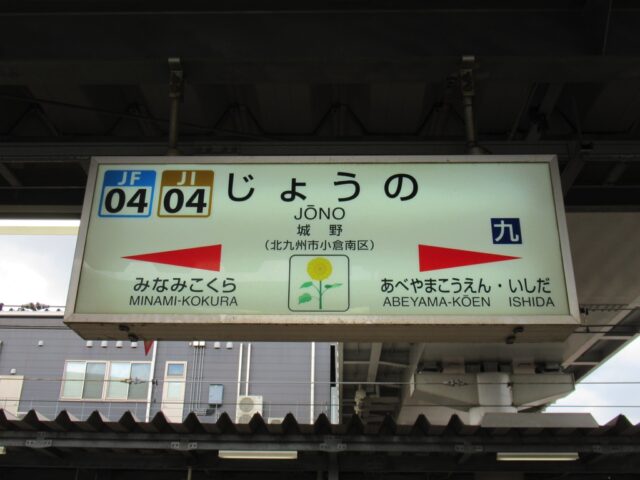 JF
04
JI
04
じょうの
JŌNO
城野
(北九州市小倉南区)
九
みなみこくら
MINAMI-KOKURA
あべやまこうえん・いしだ
ABEYAMA-KŌEN ISHIDA